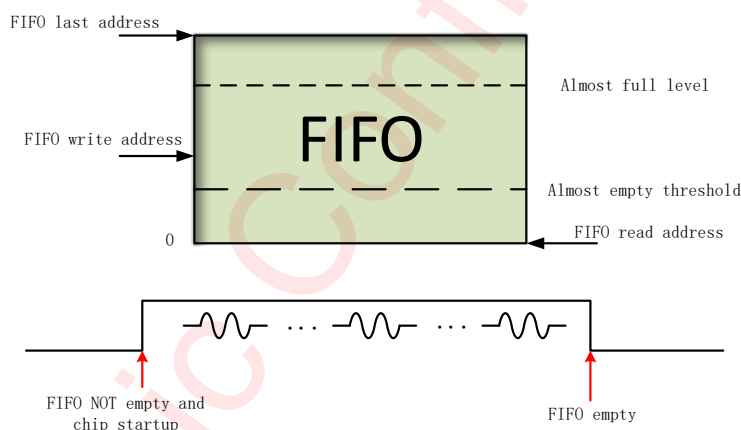 FIFO last address
Almost full level
FIFO
FIFO write address
Almost empty threshold
FIFO read address
0
... ...
FIFO NOT empty and
chip startup
FIFO empty